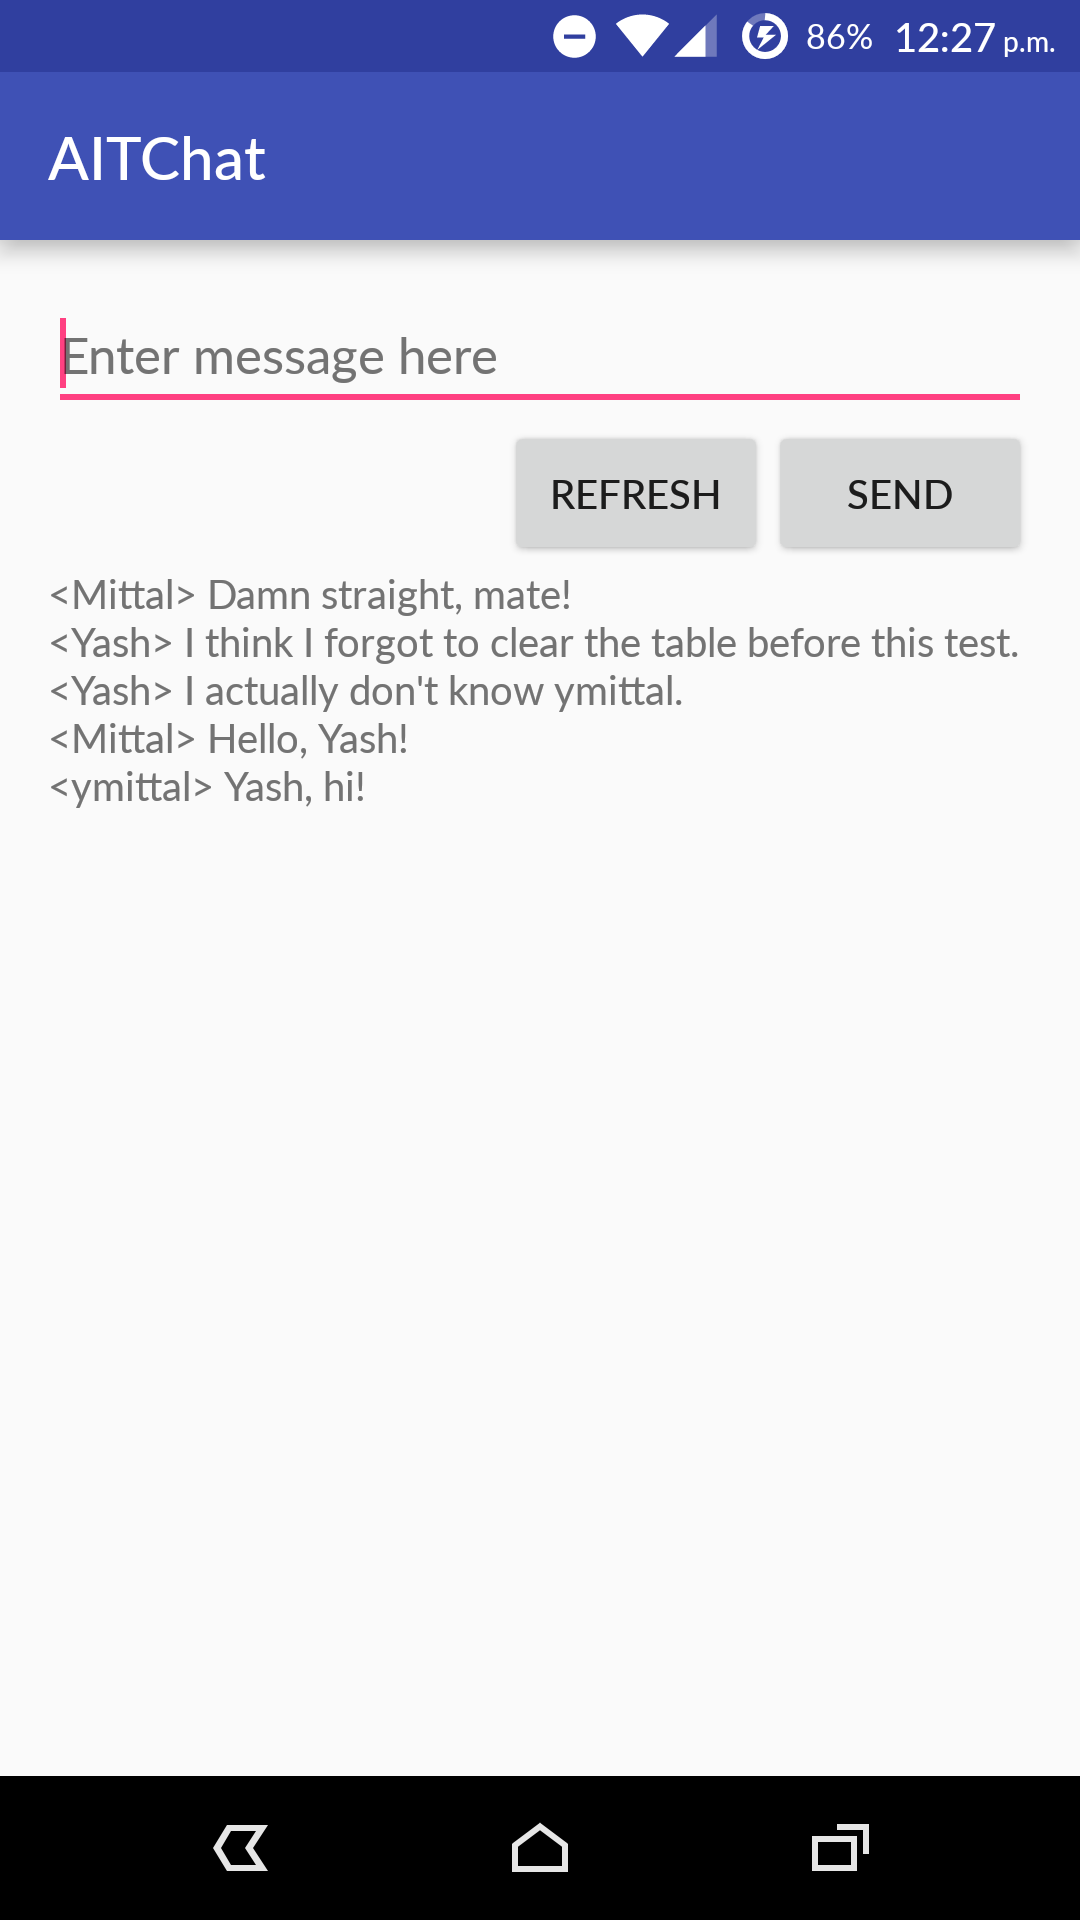 86% 12:27 p.m.
AITChat
Enter message here
REFRESH SEND
<Mittal> Damn straight, mate!
<Yash> I think I forgot to clear the table before this test.
<Yash> I actually don't know ymittal.
<Mittal> Hello, Yash!
<ymittal> Yash, hi!